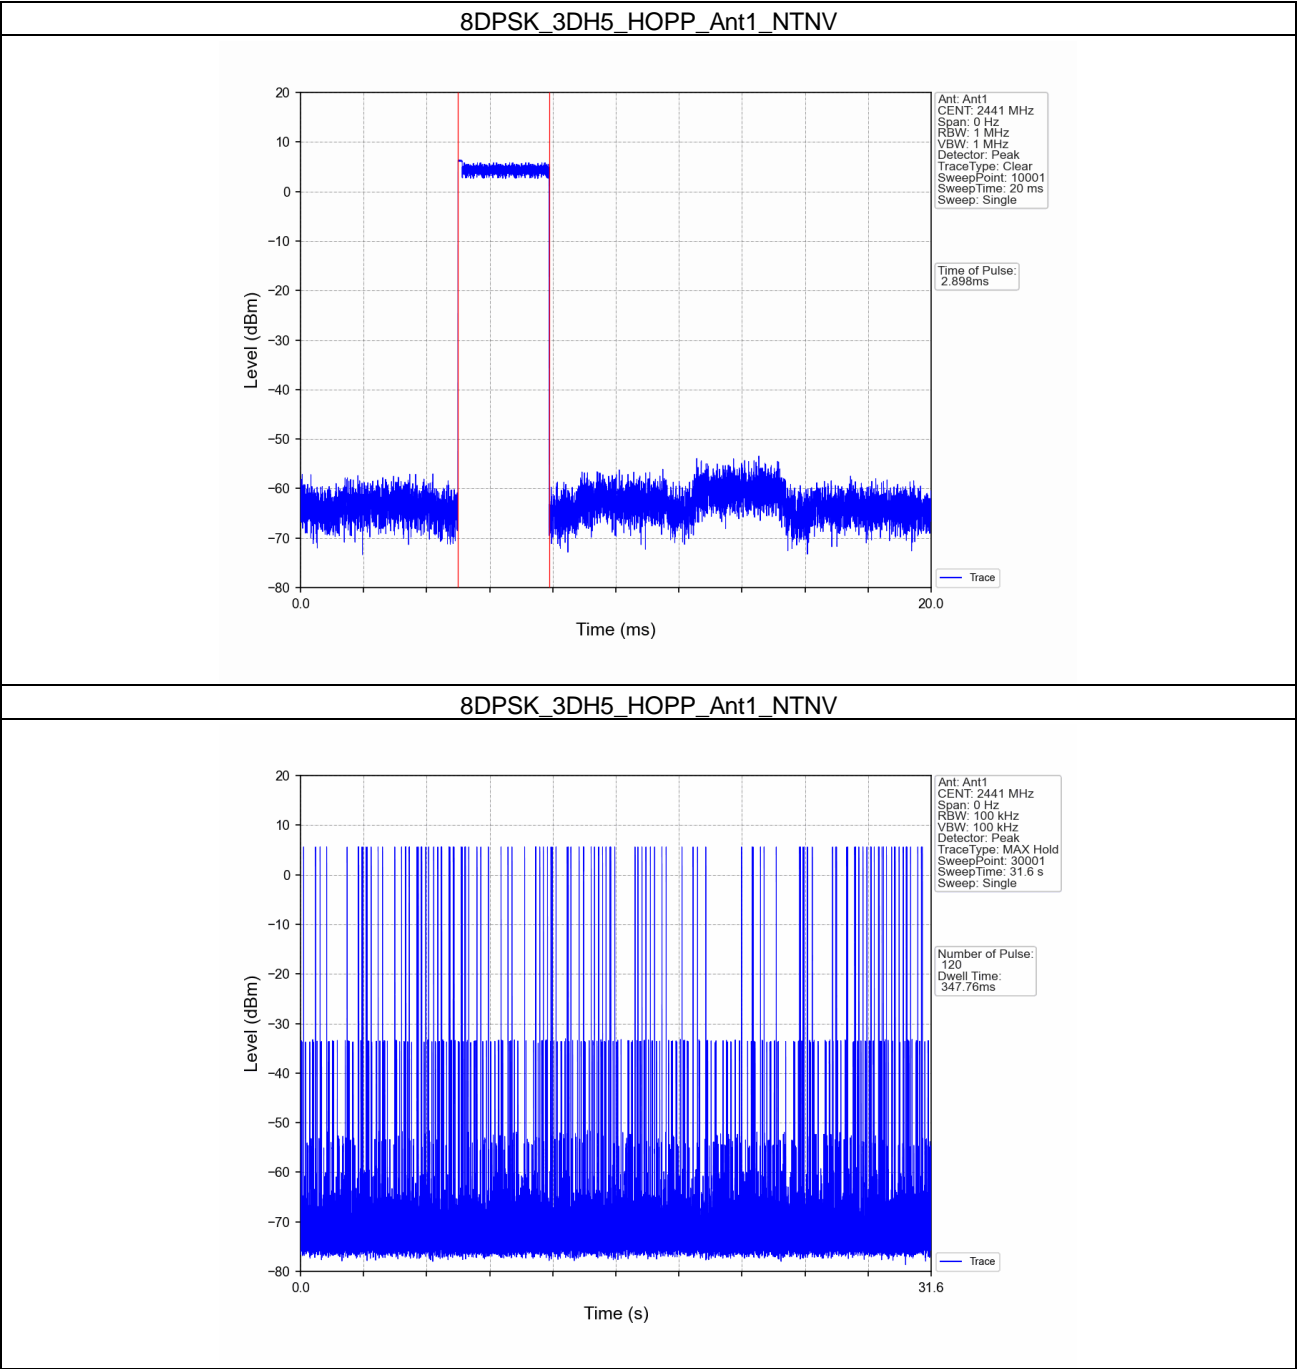 8DPSK_3DH5_HOPP_Ant1_NTNV
20
10
0
−10
−20
−30
−40
−50
−60
−70
−80
Level (dBm)
0.0
20.0
Time (ms)
Ant: Ant1
CENT: 2441 MHz
Span: 0 Hz
RBW: 1 MHz
VBW: 1 MHz
Detector: Peak
TraceType: Clear
SweepPoint: 10001
SweepTime: 20 ms
Sweep: Single
Time of Pulse:
2.898ms
Trace
8DPSK_3DH5_HOPP_Ant1_NTNV
20
10
0
−10
−20
−30
−40
−50
−60
−70
−80
Level (dBm)
0.0
31.6
Time (s)
Ant: Ant1
CENT: 2441 MHz
Span: 0 Hz
RBW: 100 kHz
VBW: 100 kHz
Detector: Peak
TraceType: MAX Hold
SweepPoint: 30001
SweepTime: 31.6 s
Sweep: Single
Number of Pulse:
120
Dwell Time:
347.76ms
Trace